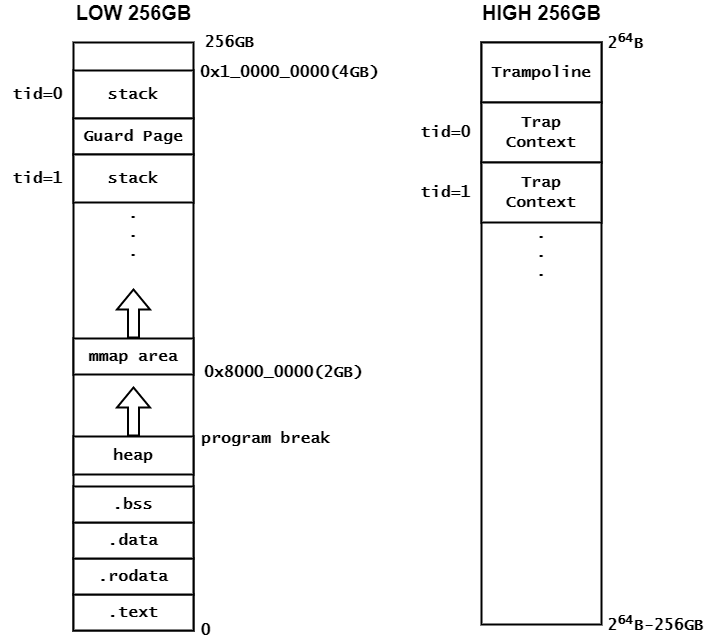 LOW 256GB
256GB
0x1_0000_0000(4GB)
tid=0
stack
Guard Page
tid=1
stack
.
.
.
mmap area
0x8000_0000(2GB)
program break
heap
.bss
.data
.rodata
.text
0
HIGH 256GB
2^64B
Trampoline
tid=0
Trap
Context
tid=1
Trap
Context
.
.
.
2^64B-256GB